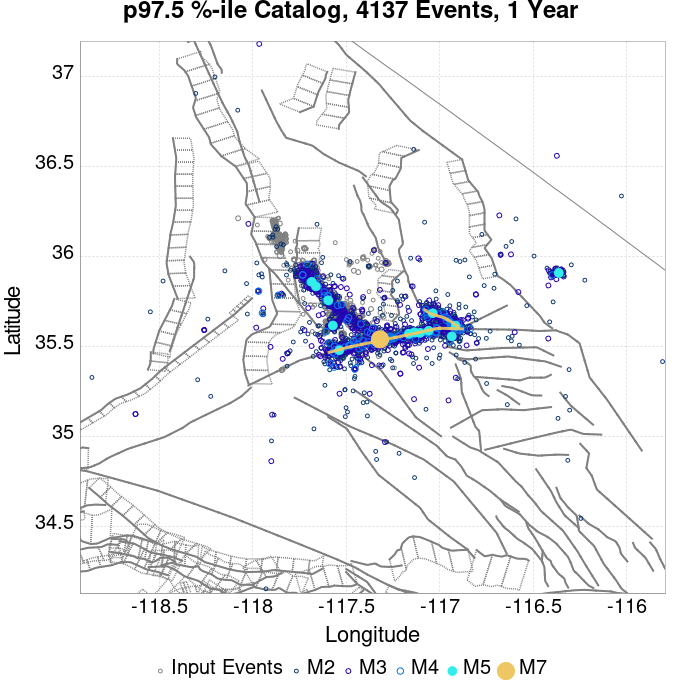 p97.5 %-ile Catalog, 4137 Events, 1 Year
37
36.5
36
35.5
35
34.5
Latitude
-118.5 -118 -117.5 -117 -116.5 -116
Longitude
Input Events M2 M3 M4 M5 M7